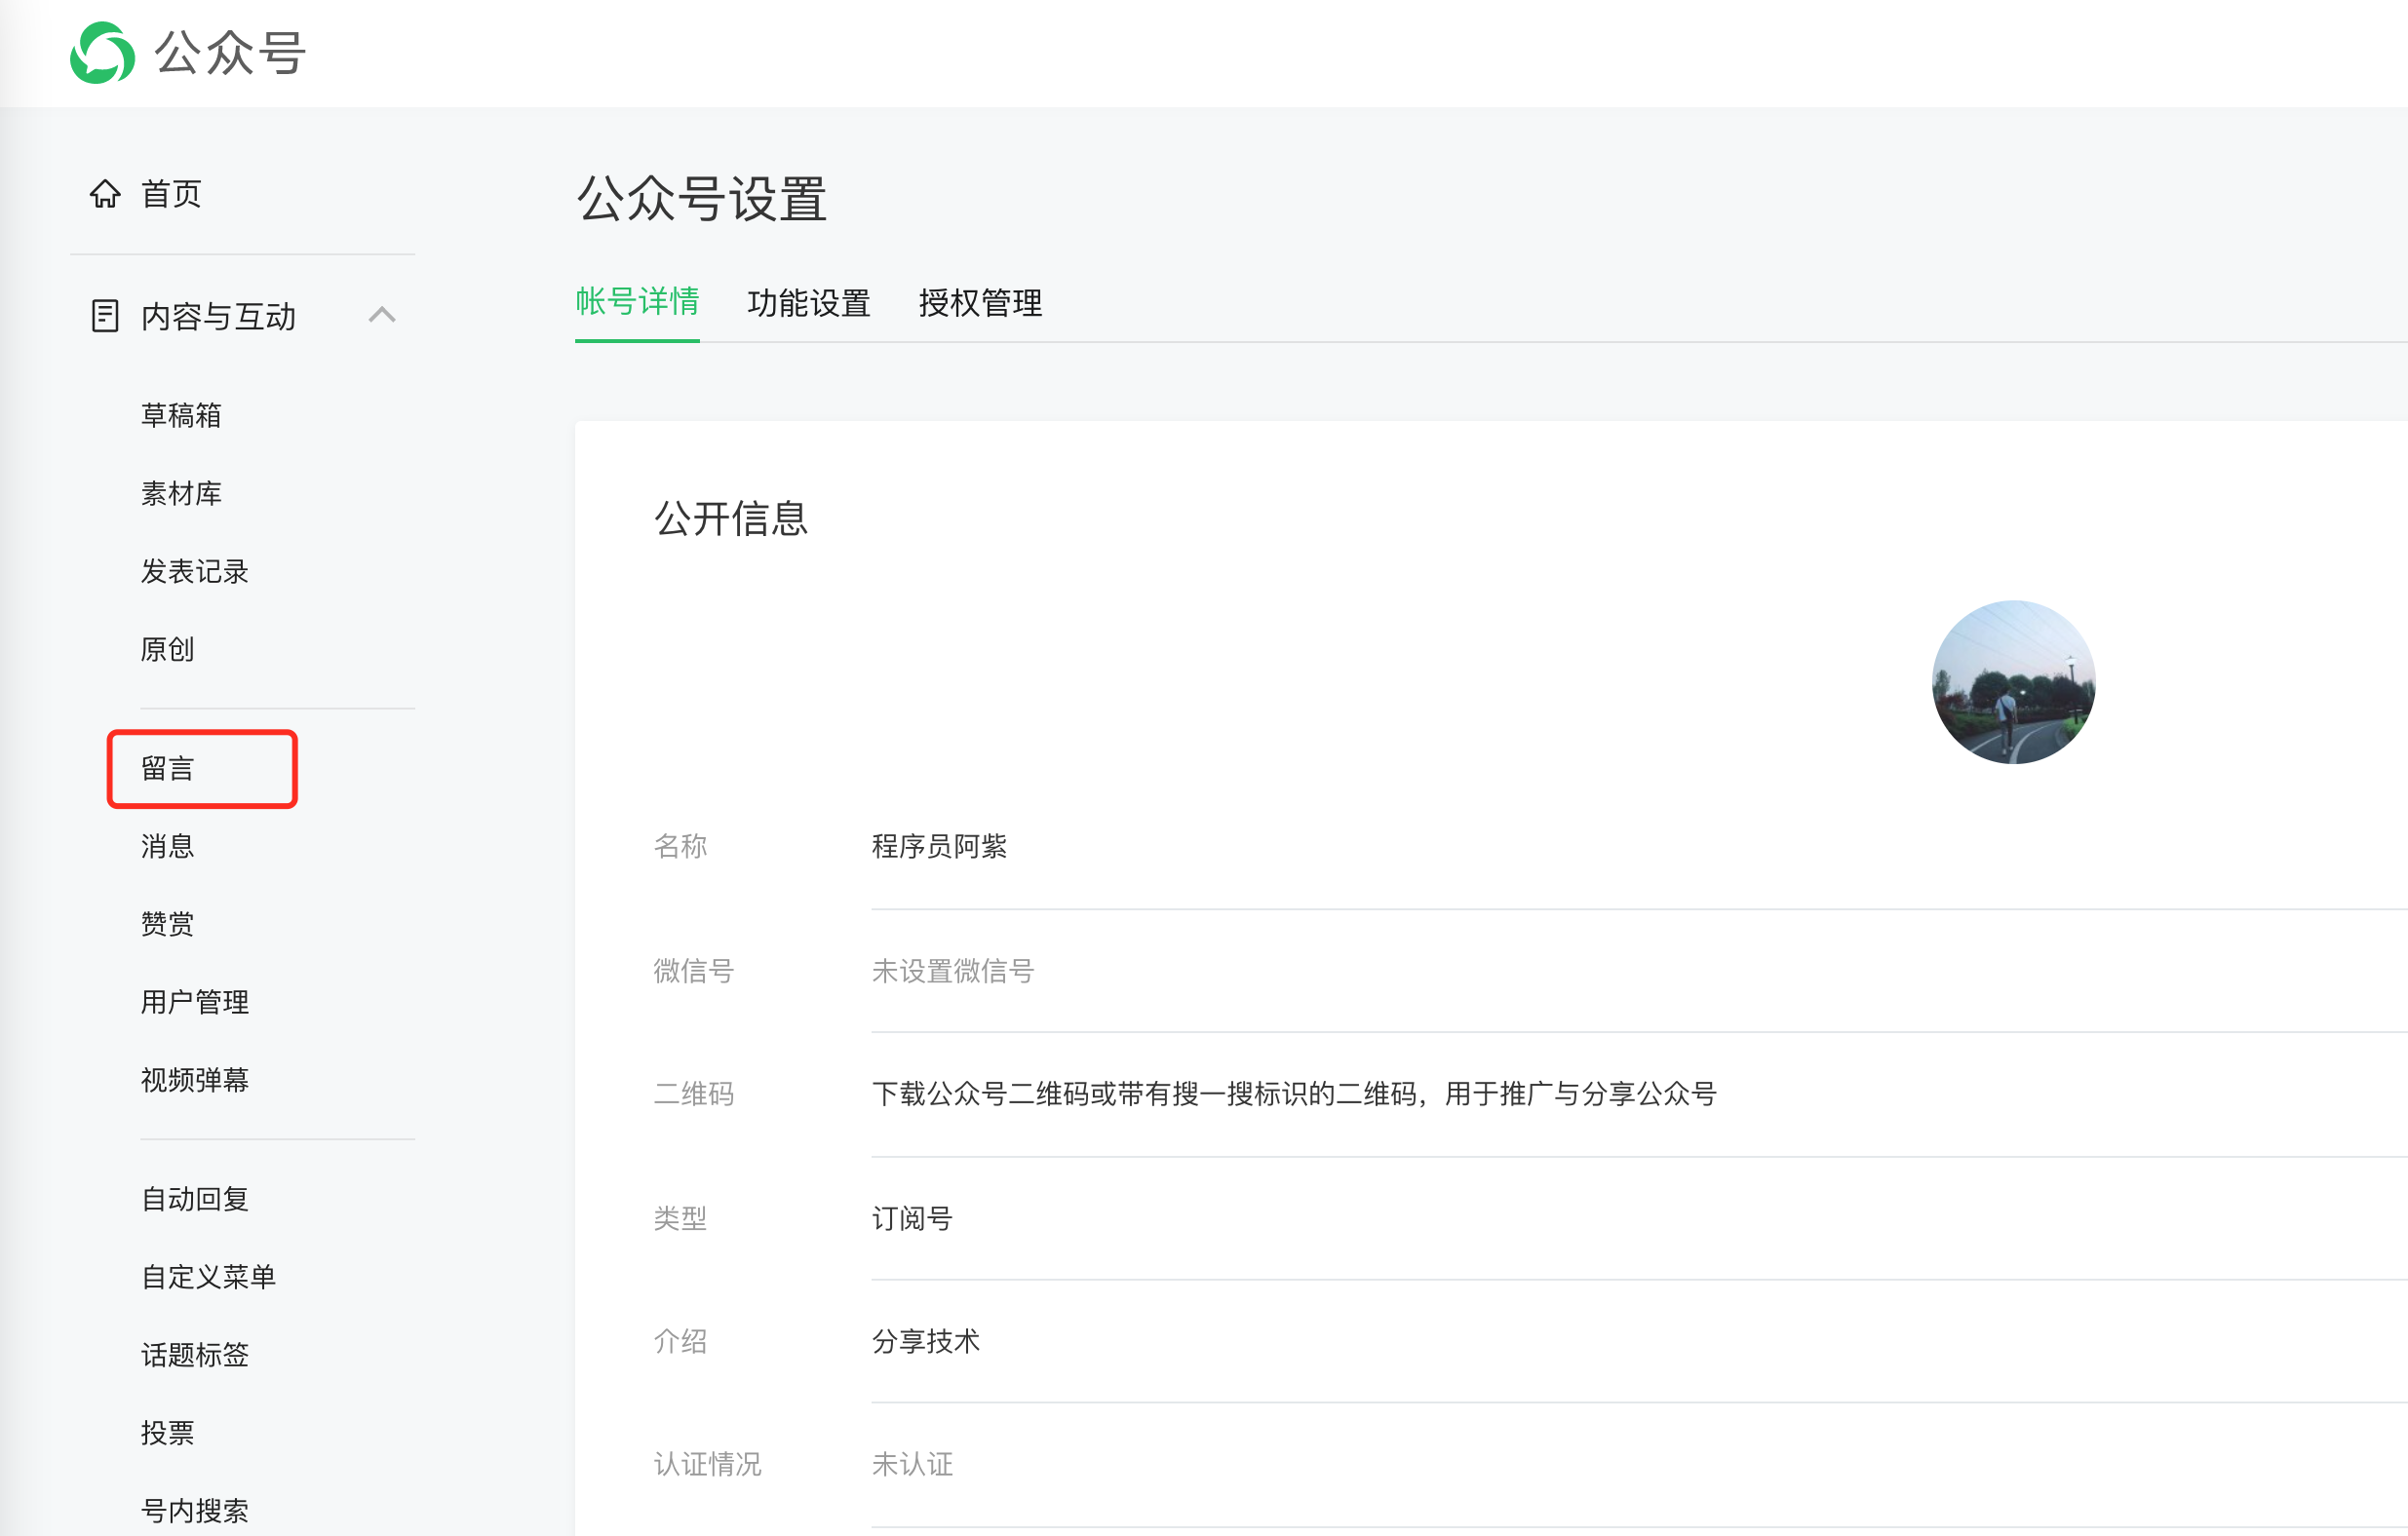 公众号
首页
内容与互动
草稿箱
素材库
发表记录
原创
留言
消息
赞赏
用户管理
视频弹幕
自动回复
自定义菜单
话题标签
投票
号内搜索
公众号设置
帐号详情 功能设置 授权管理
公开信息
名称 程序员阿紫
微信号 未设置微信号
二维码 下载公众号二维码或带有搜一搜标识的二维码，用于推广与分享公众号
类型 订阅号
介绍 分享技术
认证情况 未认证